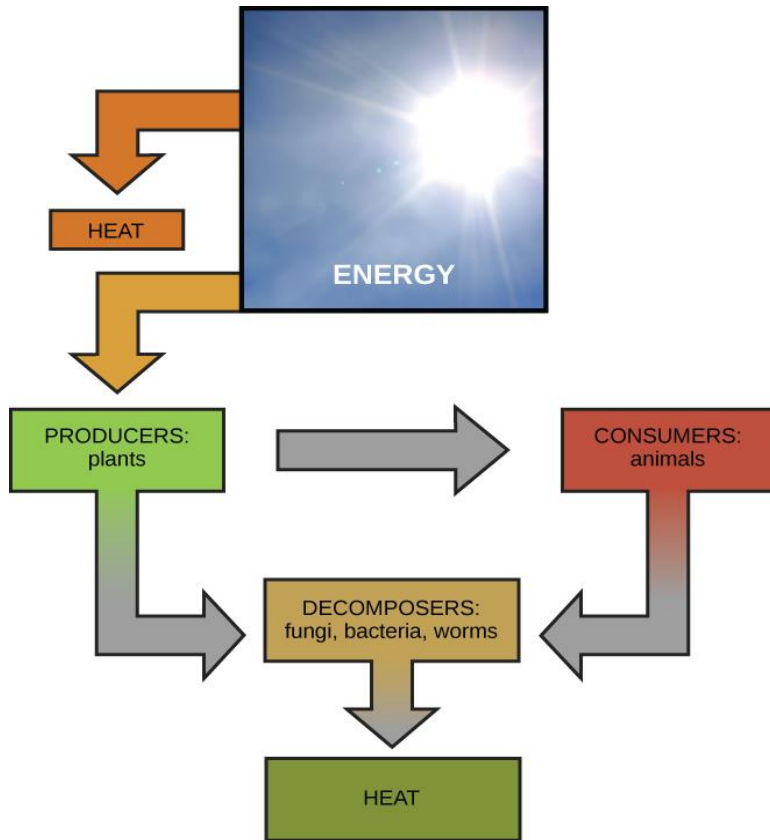 HEAT
ENERGY
PRODUCERS:
plants
CONSUMERS:
animals
DECOMPOSERS:
fungi, bacteria, worms
HEAT